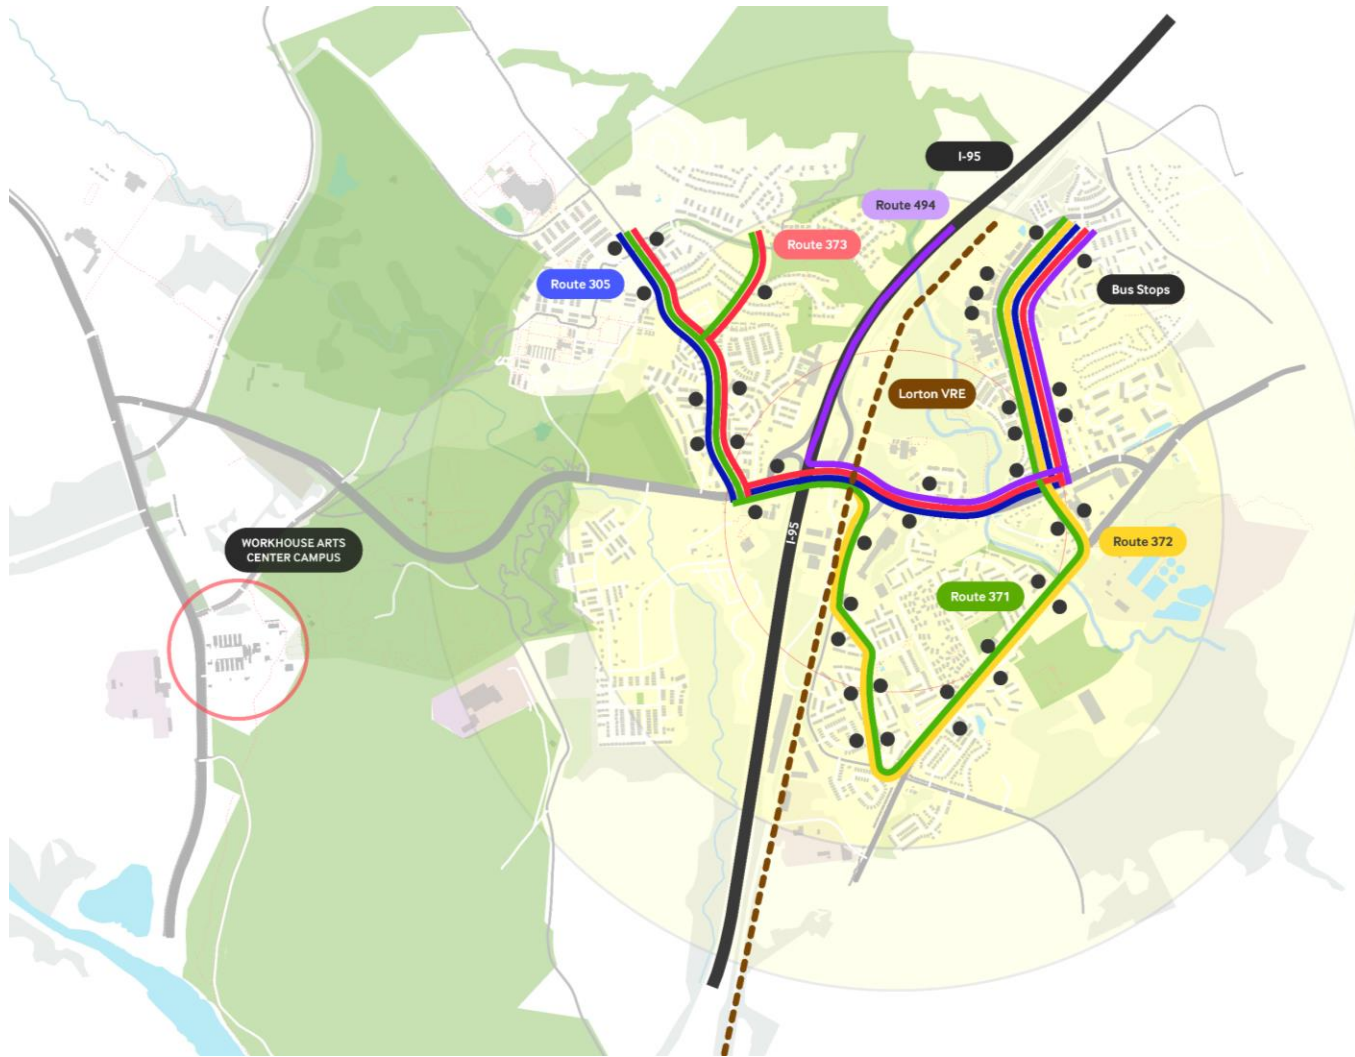 I-95
Route 494
Route 373
Route 305
Bus Stops
Lorton VRE
I-95
WORKHOUSE ARTS
CENTER CAMPUS
Route 372
Route 371